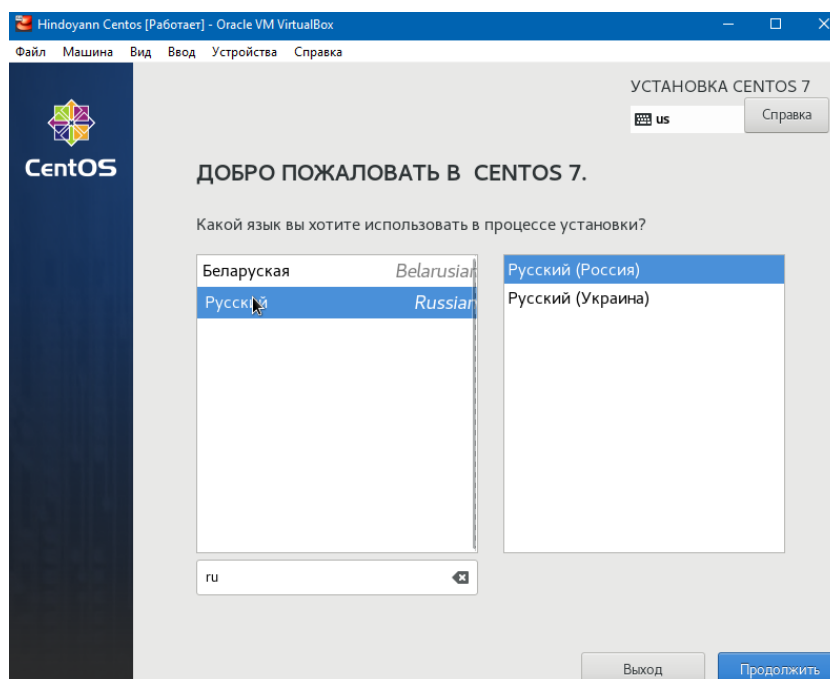 Hindoyann Centos [Работает] - Oracle VM VirtualBox
Файл Машина Вид Ввод Устройства Справка
CentOS
УСТАНОВКА CENTOS 7
us
Справка
ДОБРО ПОЖАЛОВАТЬ В CENTOS 7.
Какой язык вы хотите использовать в процессе установки?
Беларуская Belarusian
Русский Russian
Русский (Россия)
Русский (Украина)
ru
Выход Продолжить